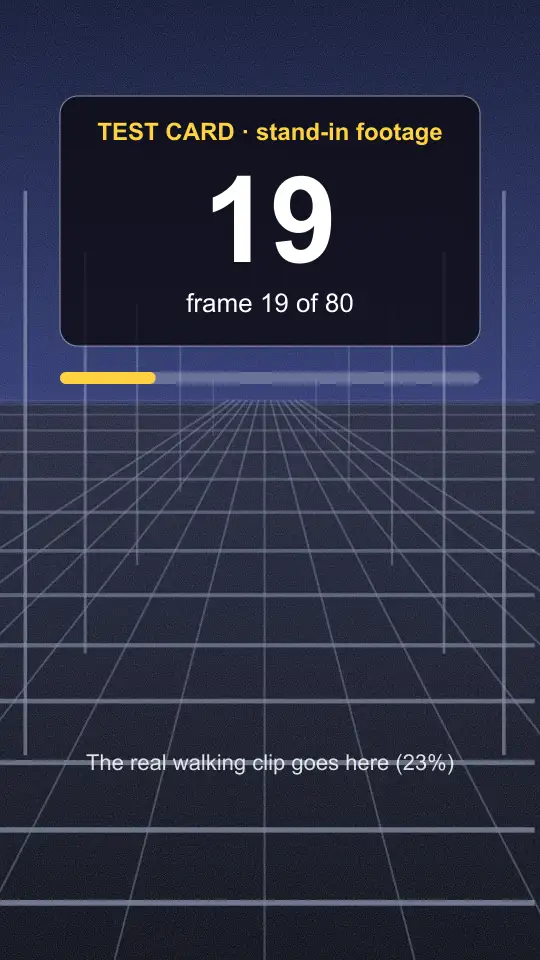 TEST CARD · stand-in footage
19
frame 19 of 80
The real walking clip goes here (23%)